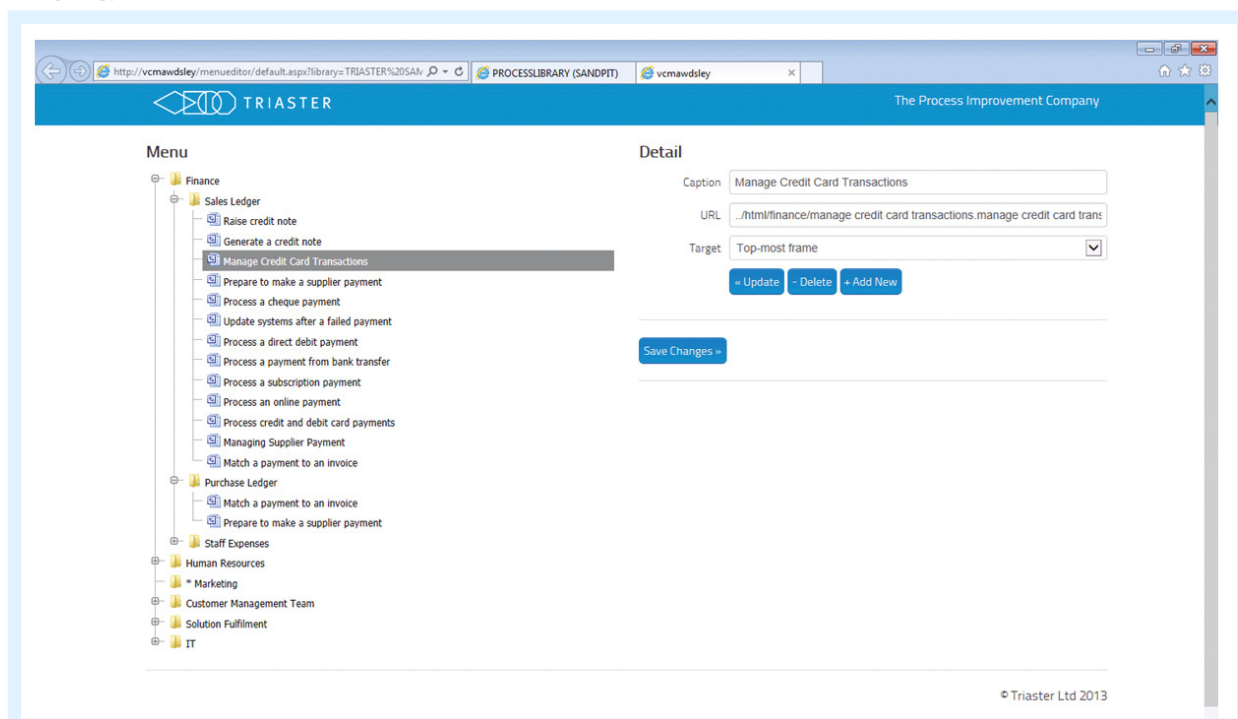 http://vcmawdsley/menueditor/default.aspx?library=TRIASTER%20SAN
PROCESSLIBRARY (SANDPIT)
vcmawdsley
TRIASTER
The Process Improvement Company
Menu
Finance
Sales Ledger
Raise credit note
Generate a credit note
Manage Credit Card Transactions
Prepare to make a supplier payment
Process a cheque payment
Update systems after a failed payment
Process a direct debit payment
Process a payment from bank transfer
Process a subscription payment
Process an online payment
Process credit and debit card payments
Managing Supplier Payment
Match a payment to an invoice
Purchase Ledger
Match a payment to an invoice
Prepare to make a supplier payment
Staff Expenses
Human Resources
* Marketing
Customer Management Team
Solution Fulfilment
IT
Detail
Caption Manage Credit Card Transactions
URL ../html/finance/manage credit card transactions.manage credit card trans
Target Top-most frame
« Update - Delete + Add New
Save Changes »
© Triaster Ltd 2013